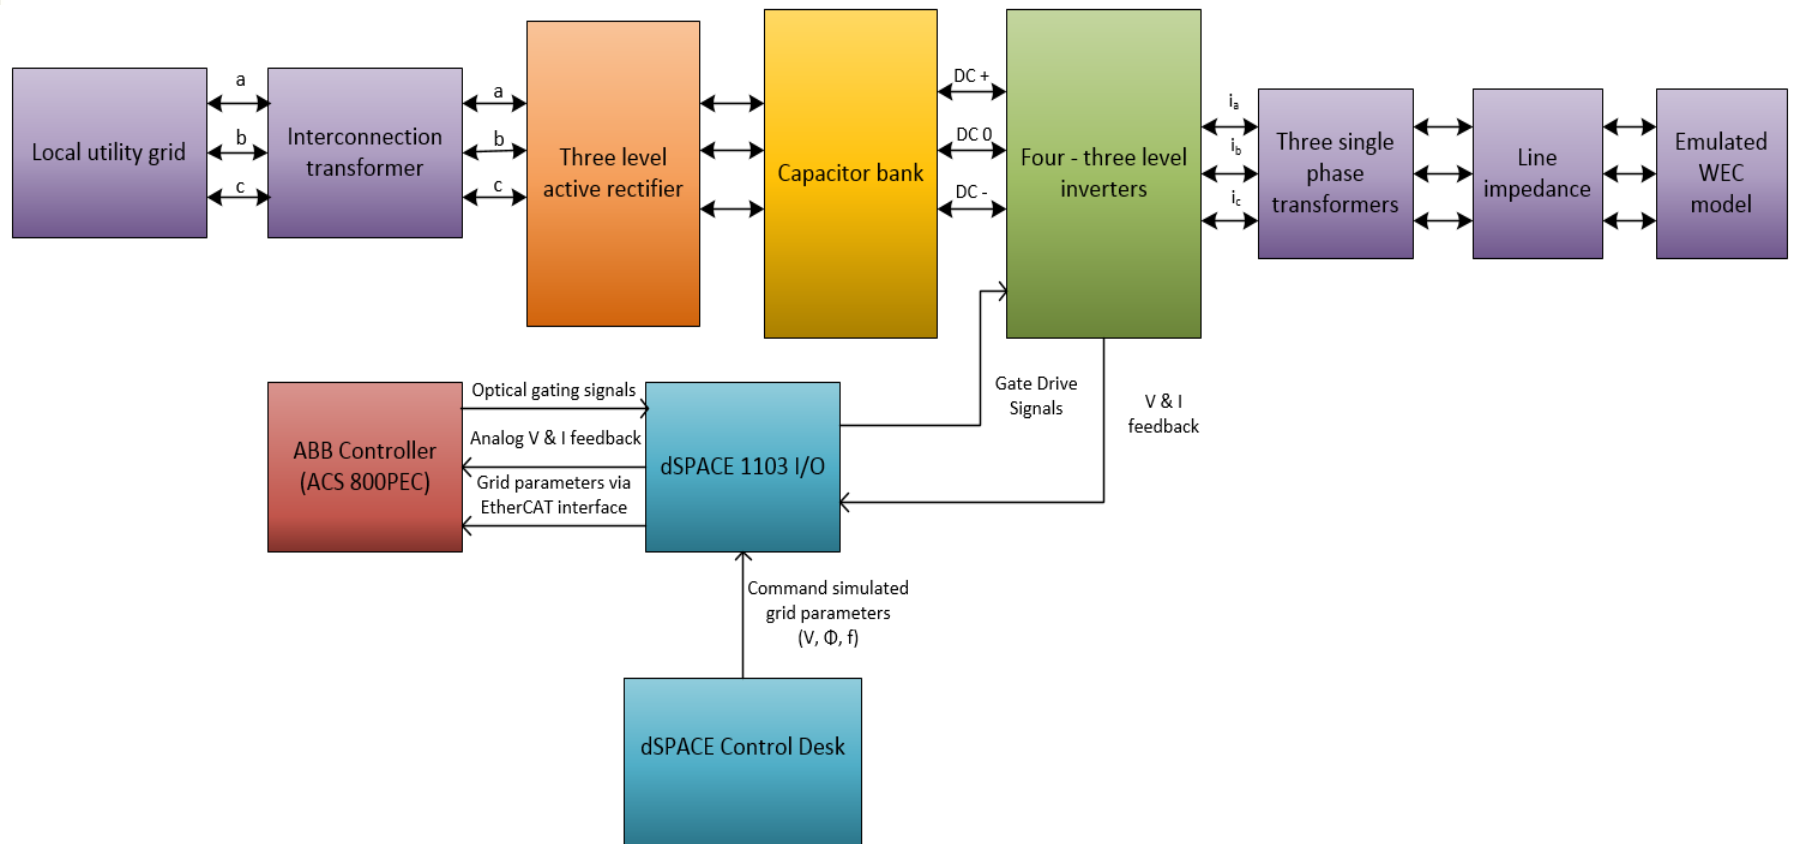 Local utility grid
a
b
c
Interconnection
transformer
a
b
c
Three level
active rectifier
Capacitor bank
DC +
DC 0
DC -
Four - three level
inverters
ia
ib
ic
Three single
phase
transformers
Line
impedance
Emulated
WEC
model
ABB Controller
(ACS 800PEC)
Optical gating signals
Analog V & I feedback
Grid parameters via
EtherCAT interface
dSPACE 1103 I/O
Gate Drive
Signals
V & I
feedback
Command simulated
grid parameters
(V, Φ, f)
dSPACE Control Desk